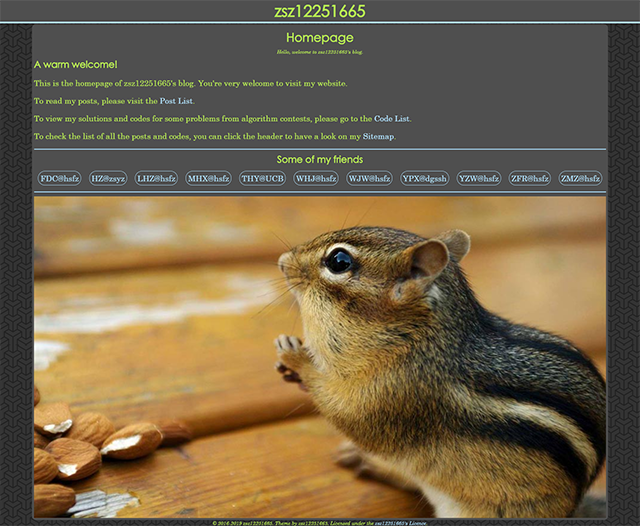 zsz12251665
Homepage
Hello, welcome to zsz12251665's blog.
A warm welcome!
This is the homepage of zsz12251665's blog. You're very welcome to visit my website.
To read my posts, please visit the Post List.
To view my solutions and codes for some problems from algorithm contests, please go to the Code List.
To check the list of all the posts and codes, you can click the header to have a look on my Sitemap.
Some of my friends
FDC@hsfz HZ@zsyz LHZ@hsfz MHX@hsfz THY@UCB WHJ@hsfz WJW@hsfz YPX@dgssh YZW@hsfz ZFR@hsfz ZMZ@hsfz
© 2016-2019 zsz12251665. Theme by zsz12251665. Licensed under the zsz12251665's Licence.